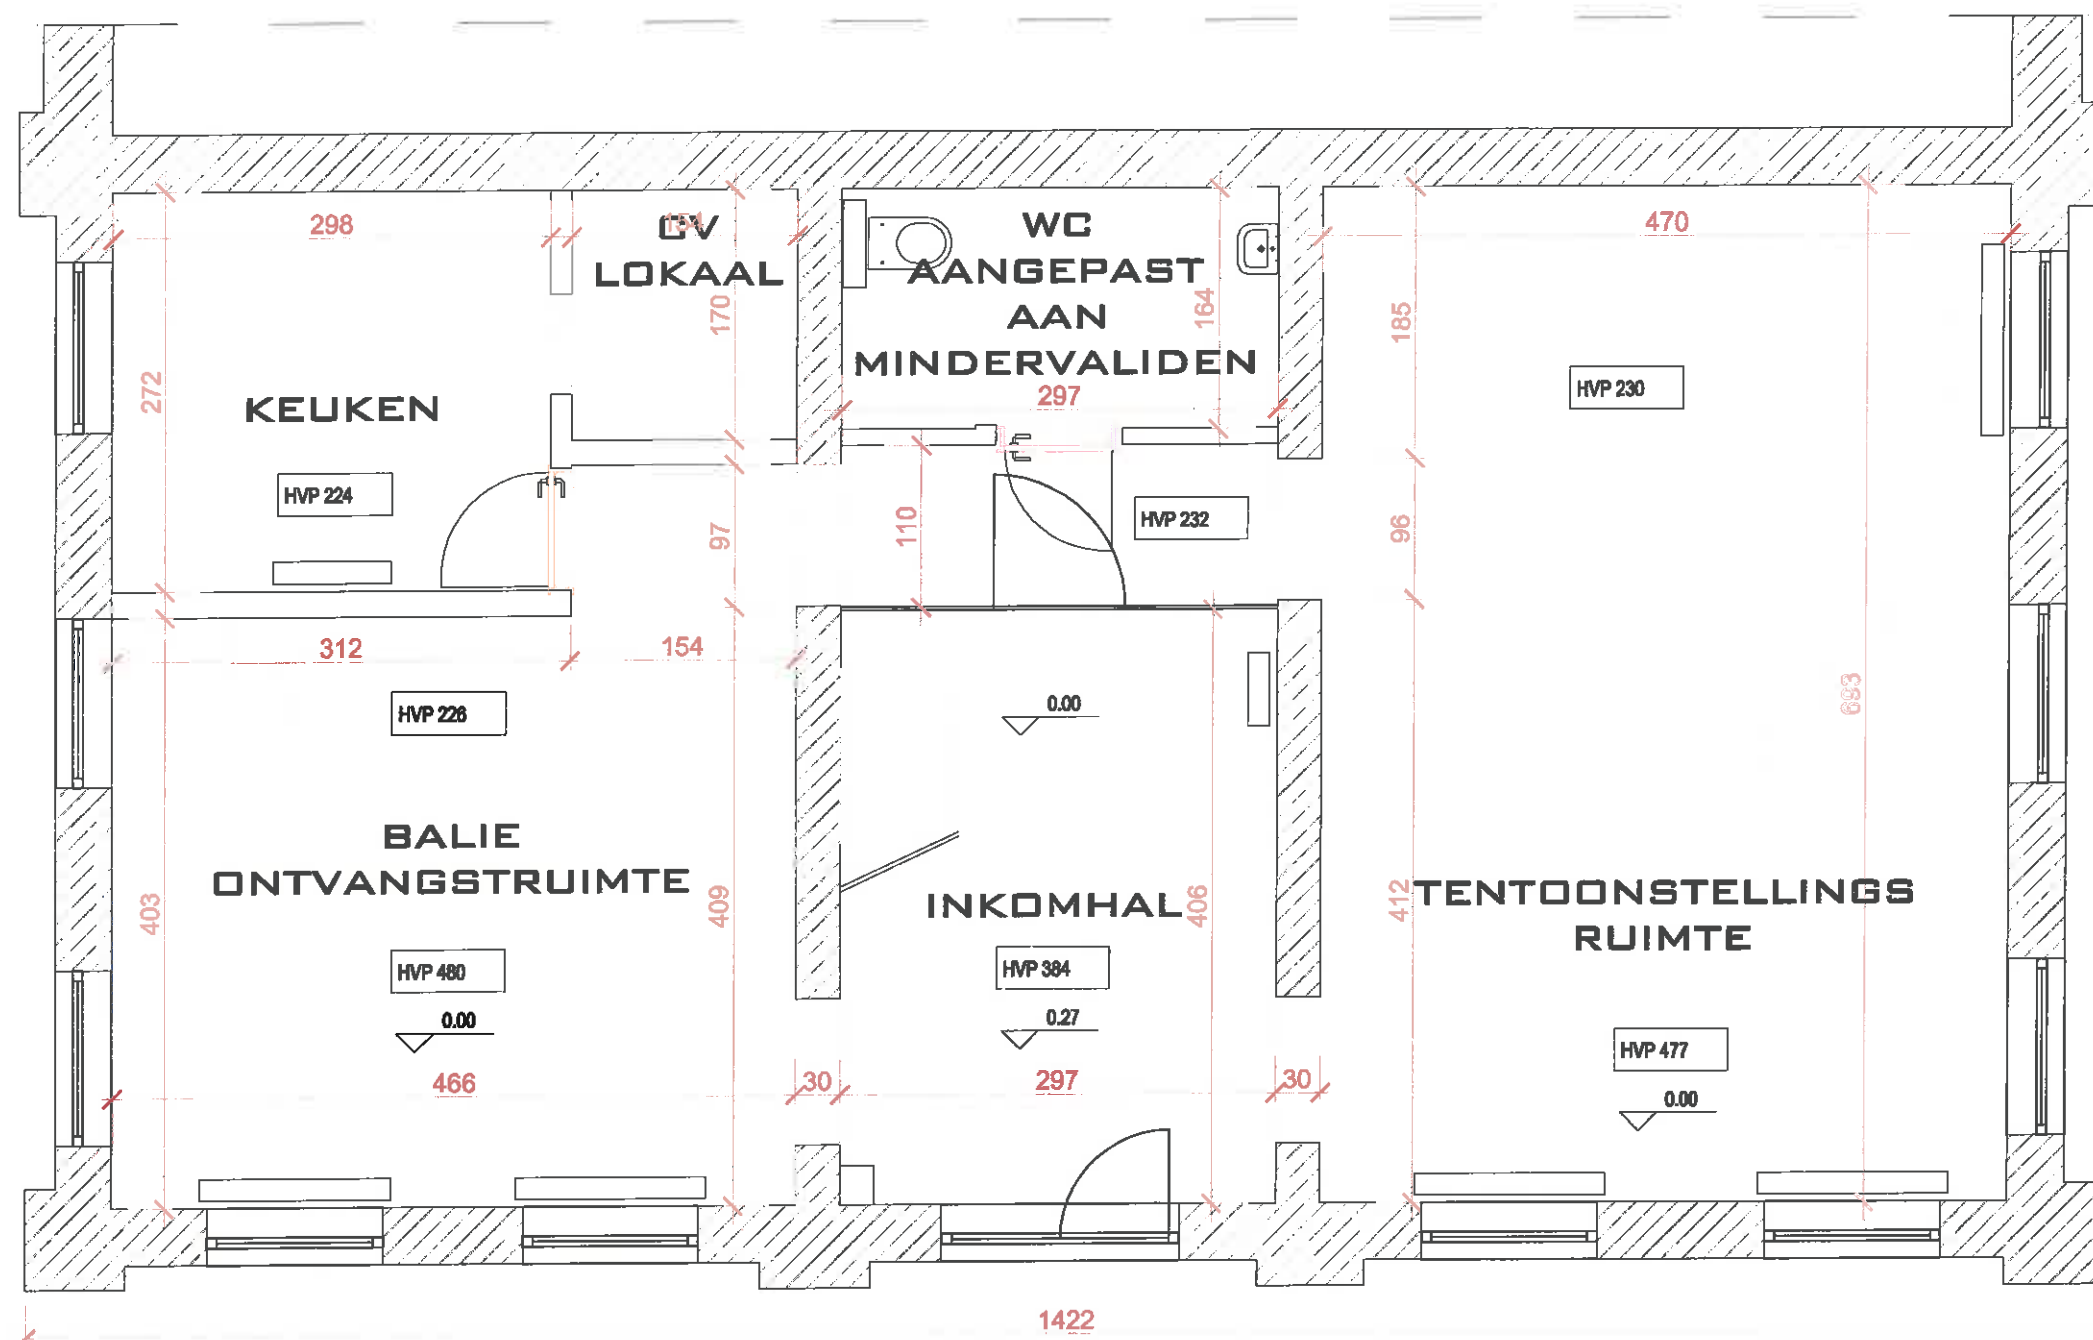 298
154
CV
LOKAAL
WC
AANGEPAST
AAN
MINDERVALIDEN
470
170
164
185
272
KEUKEN
297
HVP 230
HVP 224
HVP 232
97
110
96
312
154
HVP 226
0.00
693
BALIE
ONTVANGSTRUIMTE
403
409
INKOMHAL
406
412
TENTOONSTELLINGS
RUIMTE
HVP 480
HVP 384
0.00
0.27
HVP 477
0.00
466
30
297
30
1422